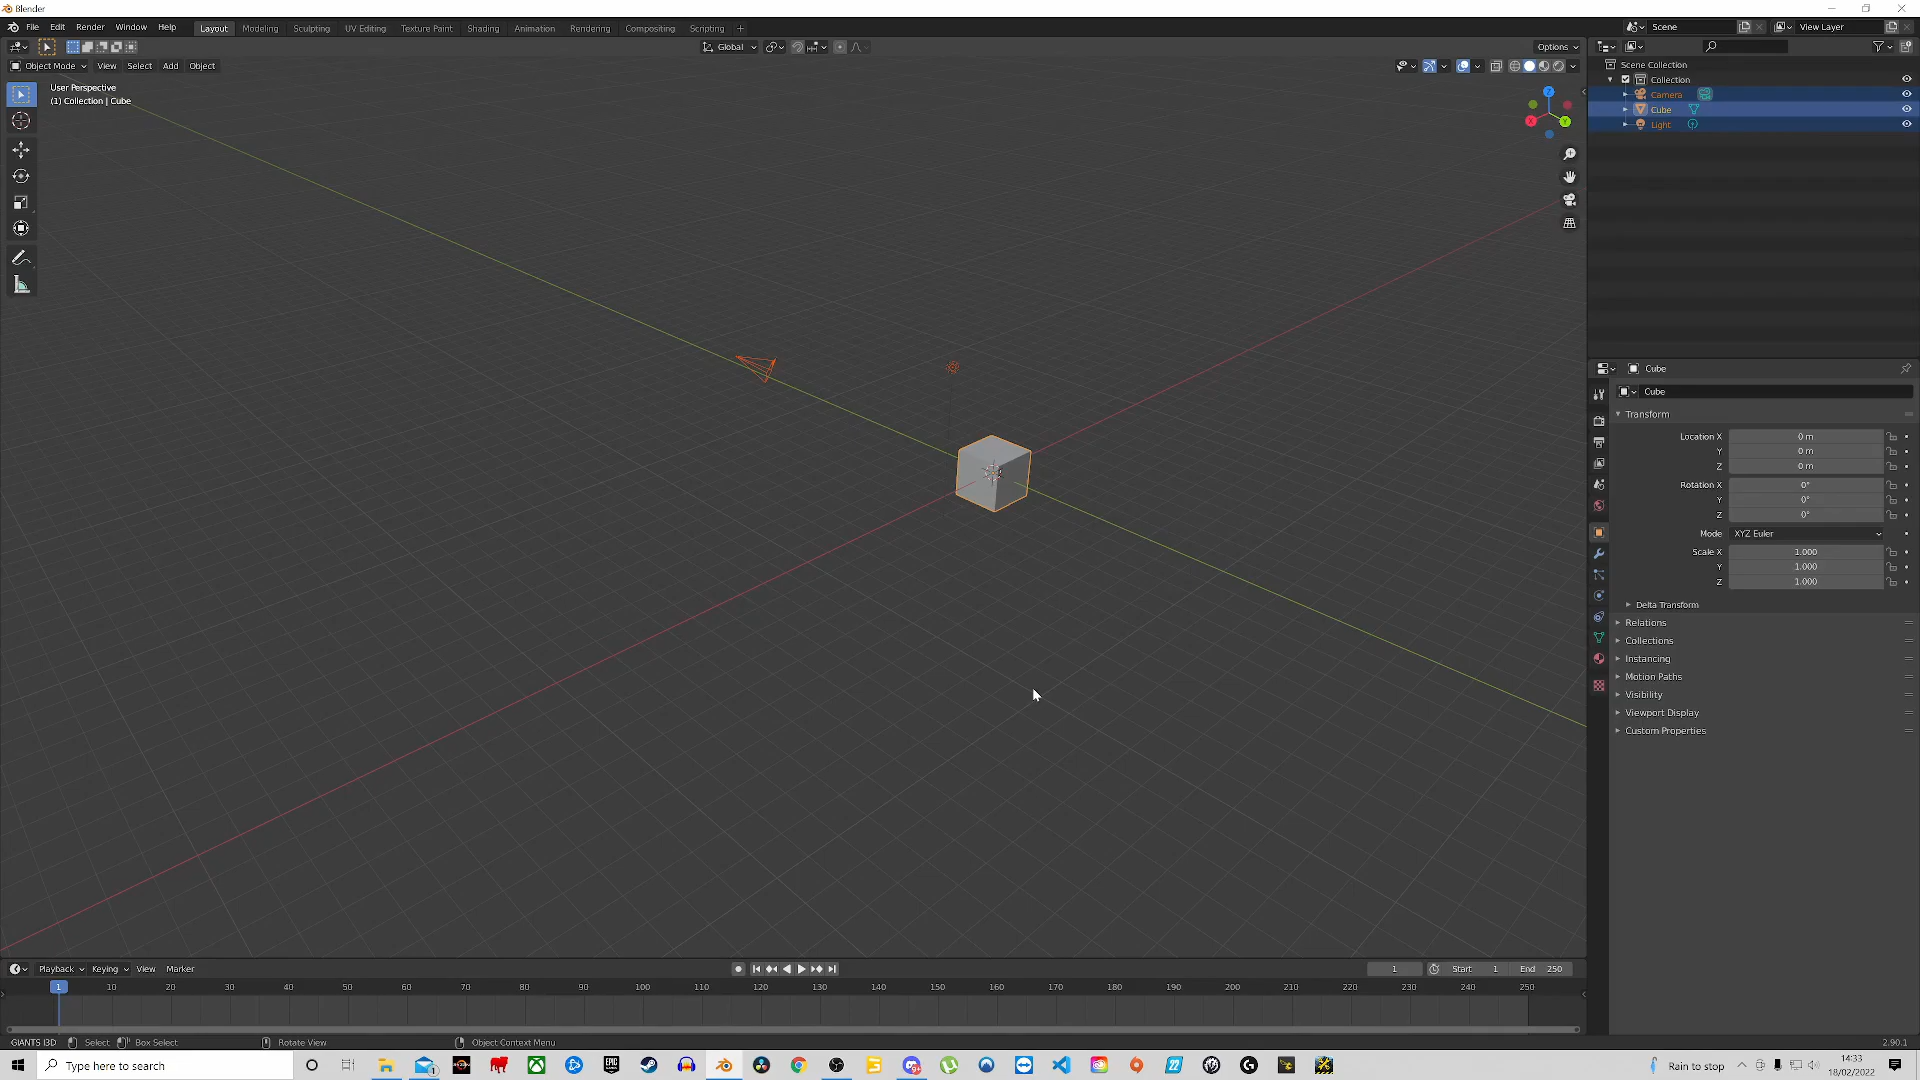 Blender
File Edit Render Window Help Layout Modeling Sculpting UV Editing Texture Paint Shading Animation Rendering Compositing Scripting + Scene View Layer
Global Options
Object Mode View Select Add Object
User Perspective
(1) Collection | Cube
Z
X Y
Scene Collection
Collection
Camera
Cube
Light
Cube
Cube
Transform
Location X 0 m
Y 0 m
Z 0 m
Rotation X 0°
Y 0°
Z 0°
Mode XYZ Euler
Scale X 1.000
Y 1.000
Z 1.000
Delta Transform
Relations
Collections
Instancing
Motion Paths
Visibility
Viewport Display
Custom Properties
Playback Keying View Marker 1 Start 1 End 250
1 10 20 30 40 50 60 70 80 90 100 110 120 130 140 150 160 170 180 190 200 210 220 230 240 250
GIANTS I3D Select Box Select Rotate View Object Context Menu 2.90.1
Type here to search Rain to stop 14:33
18/02/2022